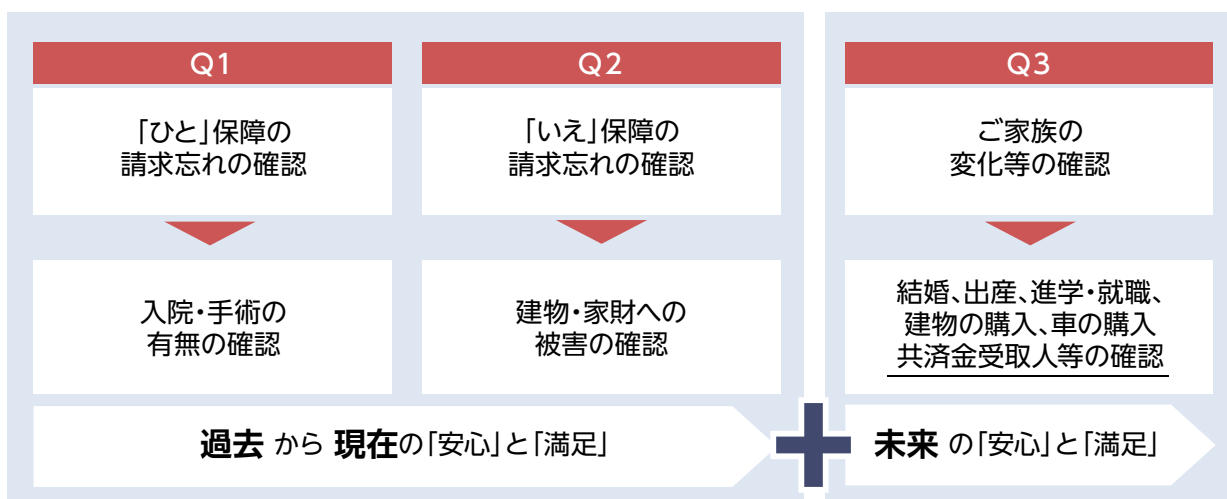 Q1
「ひと」保障の
請求忘れの確認
入院・手術の
有無の確認
Q2
「いえ」保障の
請求忘れの確認
建物・家財への
被害の確認
過去 から 現在の「安心」と「満足」
Q3
ご家族の
変化等の確認
結婚、出産、進学・就職、
建物の購入、車の購入
共済金受取人等の確認
未来 の「安心」と「満足」